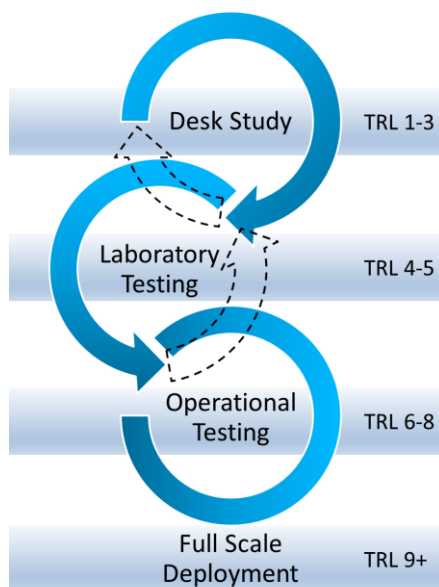 Desk Study TRL 1-3
Laboratory
Testing TRL 4-5
Operational
Testing TRL 6-8
Full Scale
Deployment TRL 9+